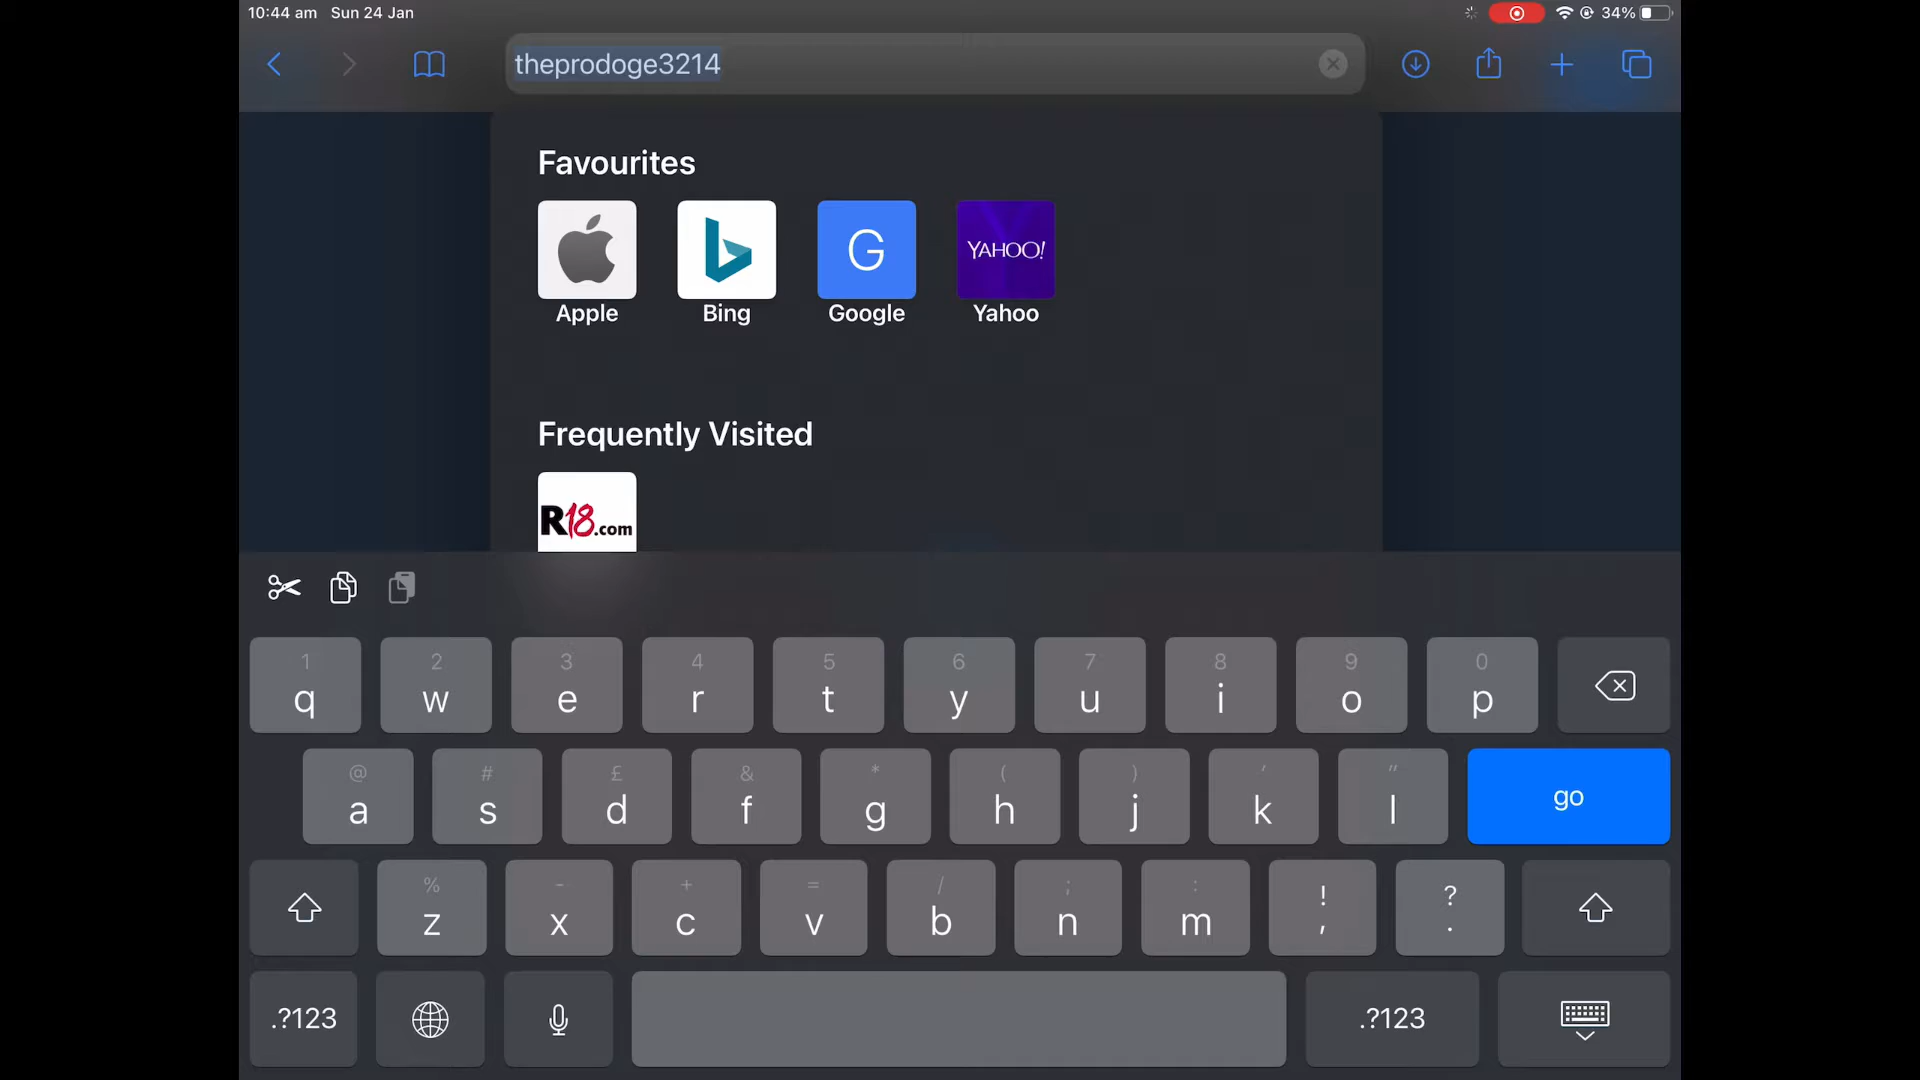 10:44 am Sun 24 Jan
34%
theprodoge3214
Favourites
YAHOO!
Apple Bing Google Yahoo
Frequently Visited
R18.com
1 2 3 4 5 6 7 8 9 0
q w e r t y u i o p
@ # £ & * ( ) ' "
a s d f g h j k l go
% - + = / ; : ! ?
z x c v b n m , .
.?123 .?123